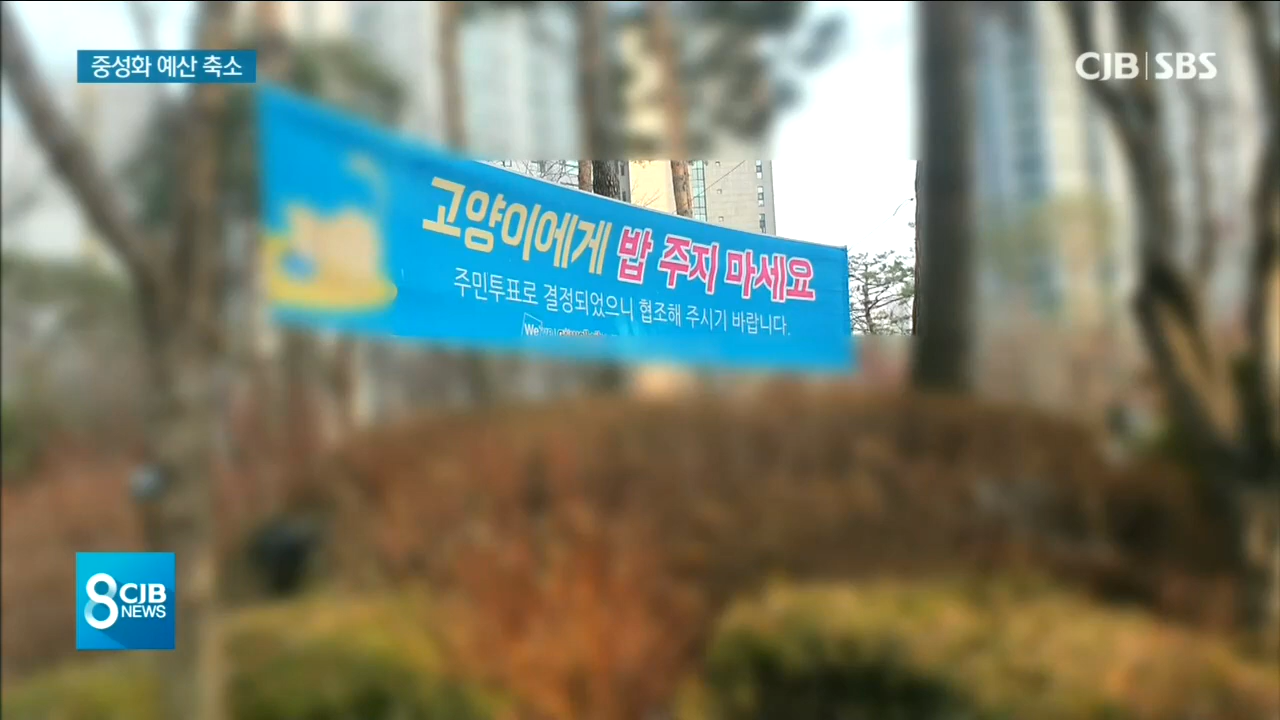 중성화 예산 축소
CJB SBS
고양이에게 밥 주지 마세요
주민투표로 결정되었으니 협조해 주시기 바랍니다.
We've
8 CJB
NEWS